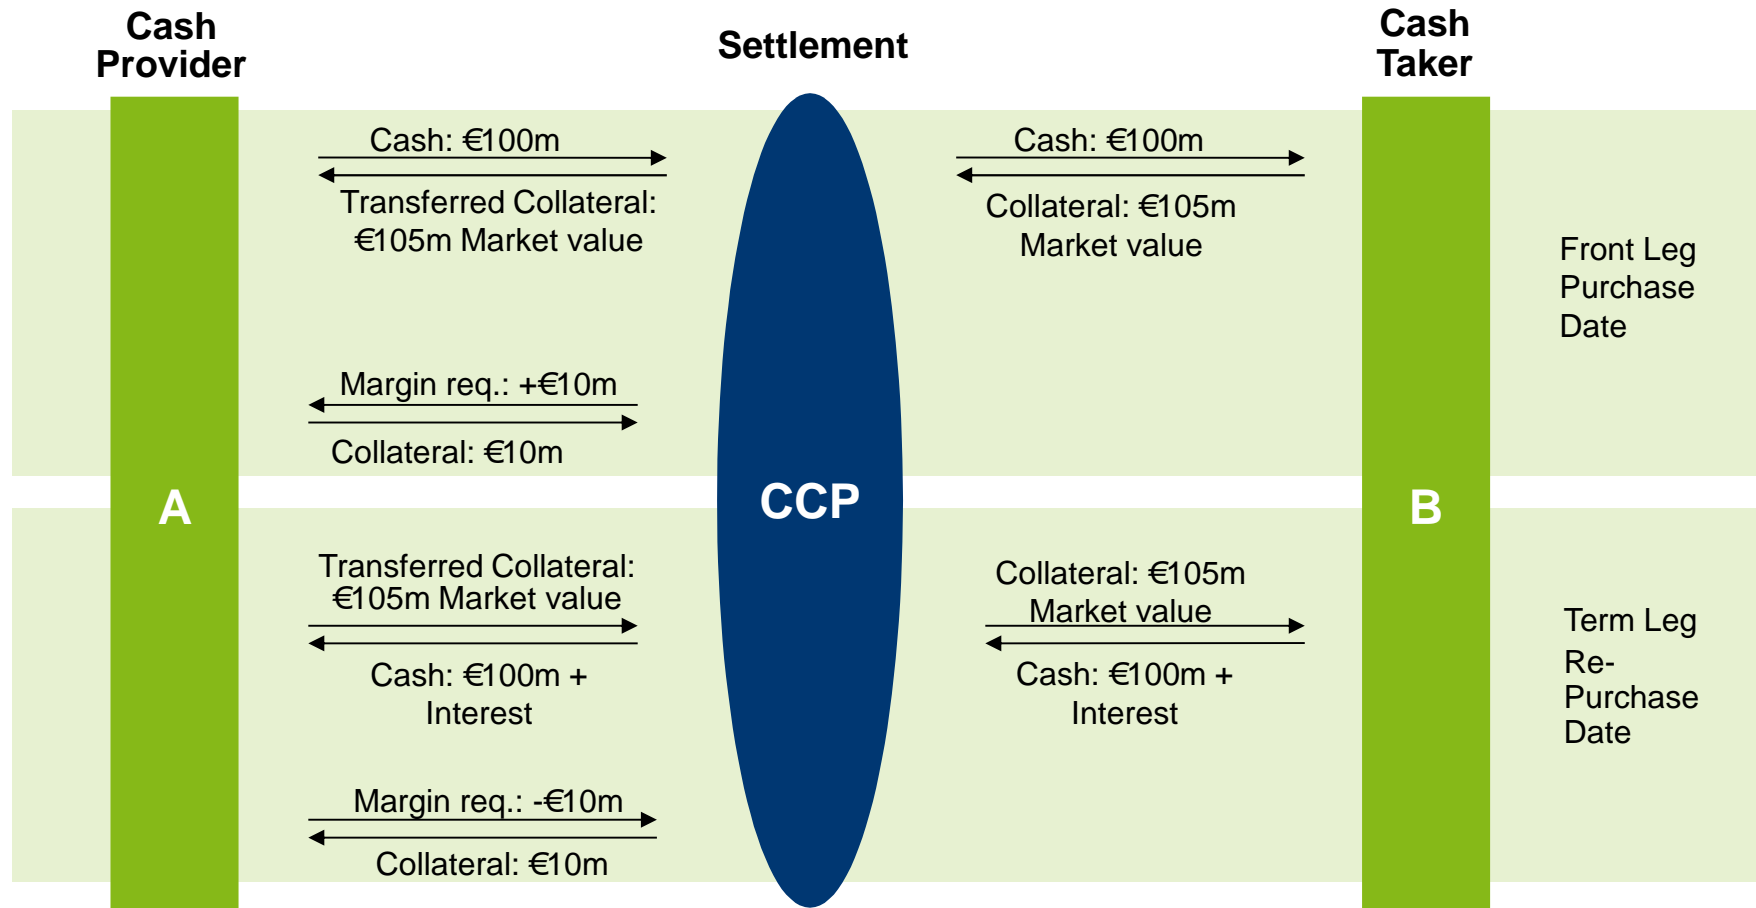 Cash
Provider
Settlement
Cash
Taker
Cash: €100m
Transferred Collateral:
€105m Market value
Cash: €100m
Collateral: €105m
Market value
Front Leg
Purchase
Date
Margin req.: +€10m
Collateral: €10m
A
CCP
B
Transferred Collateral:
€105m Market value
Cash: €100m +
Interest
Collateral: €105m
Market value
Cash: €100m +
Interest
Term Leg
Re-
Purchase
Date
Margin req.: -€10m
Collateral: €10m